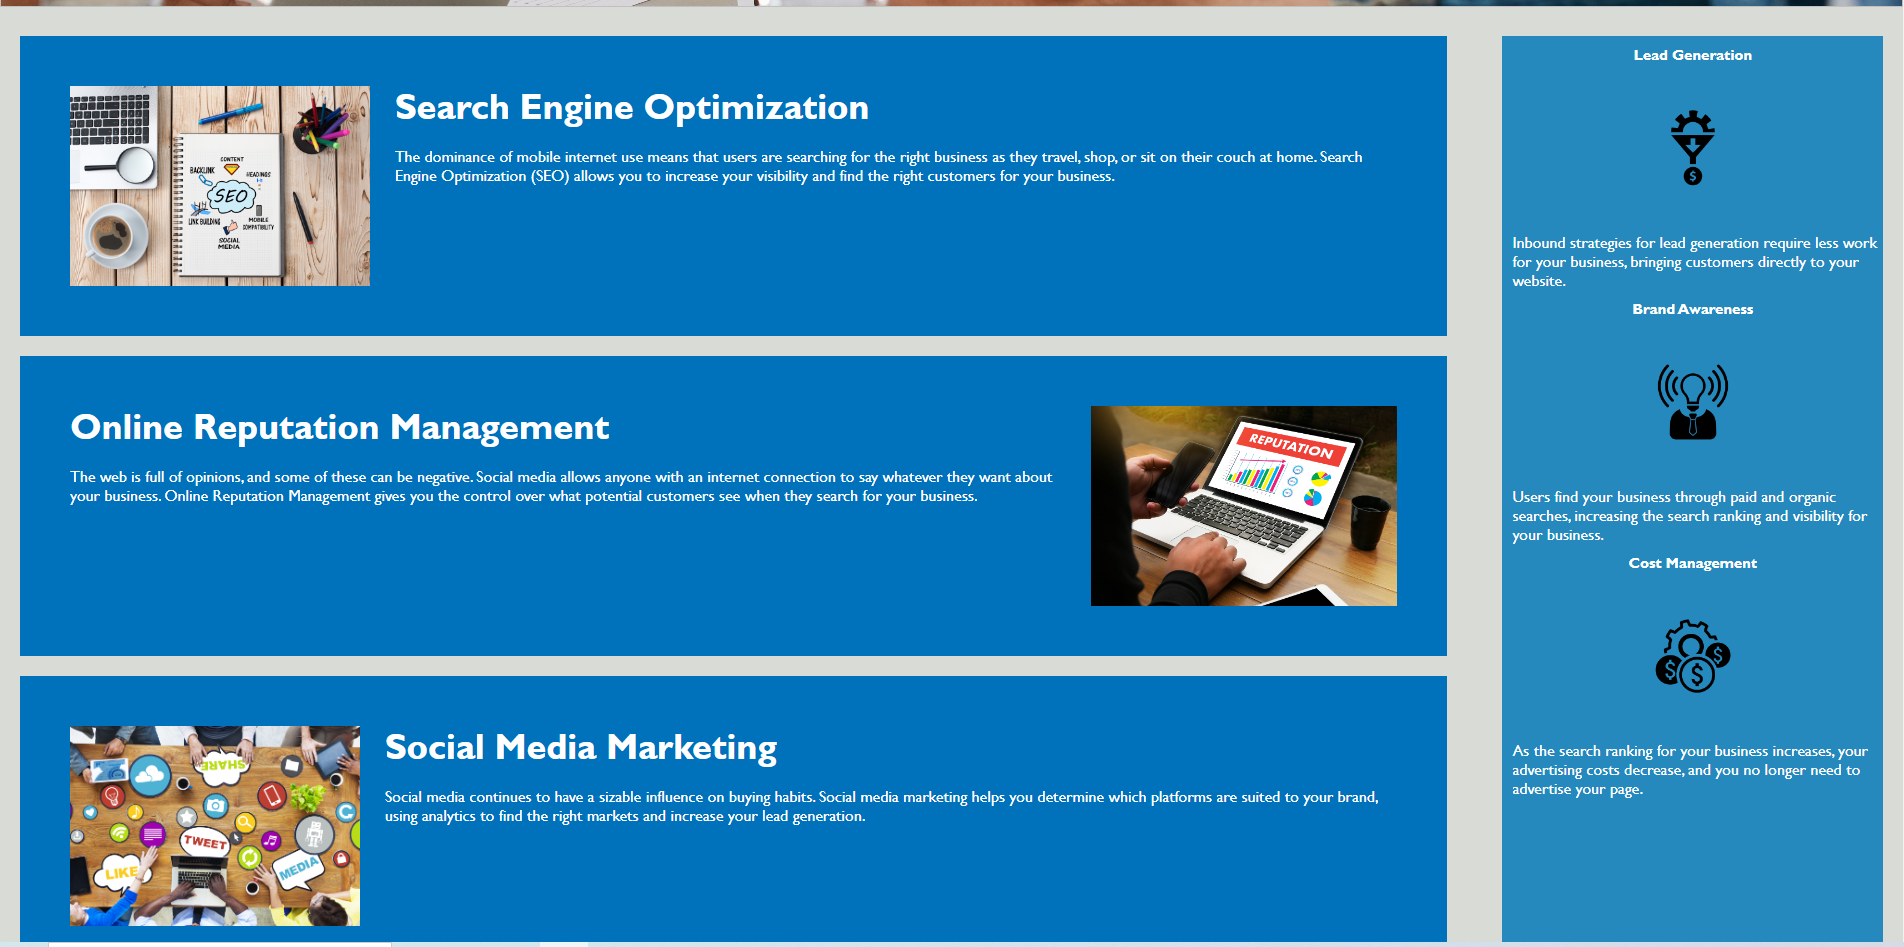 Search Engine Optimization
The dominance of mobile internet use means that users are searching for the right business as they travel, shop, or sit on their couch at home. Search
Engine Optimization (SEO) allows you to increase your visibility and find the right customers for your business.
CONTENT
BACKLINK
HEADINGS
SEO
LINK BUILDING
MOBILE
COMPATIBILITY
SOCIAL
MEDIA
Online Reputation Management
The web is full of opinions, and some of these can be negative. Social media allows anyone with an internet connection to say whatever they want about
your business. Online Reputation Management gives you the control over what potential customers see when they search for your business.
REPUTATION
Social Media Marketing
Social media continues to have a sizable influence on buying habits. Social media marketing helps you determine which platforms are suited to your brand,
using analytics to find the right markets and increase your lead generation.
SHARE
TWEET
LIKE
MEDIA
Lead Generation
$
Inbound strategies for lead generation require less work
for your business, bringing customers directly to your
website.
Brand Awareness
Users find your business through paid and organic
searches, increasing the search ranking and visibility for
your business.
Cost Management
$ $ $
As the search ranking for your business increases, your
advertising costs decrease, and you no longer need to
advertise your page.